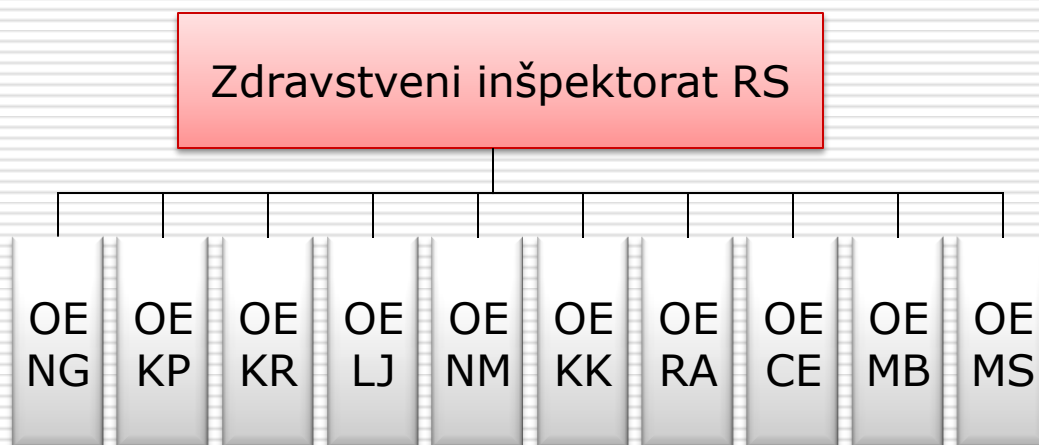 Zdravstveni inšpektorat RS
OE
NG
OE
KP
OE
KR
OE
LJ
OE
NM
OE
KK
OE
RA
OE
CE
OE
MB
OE
MS